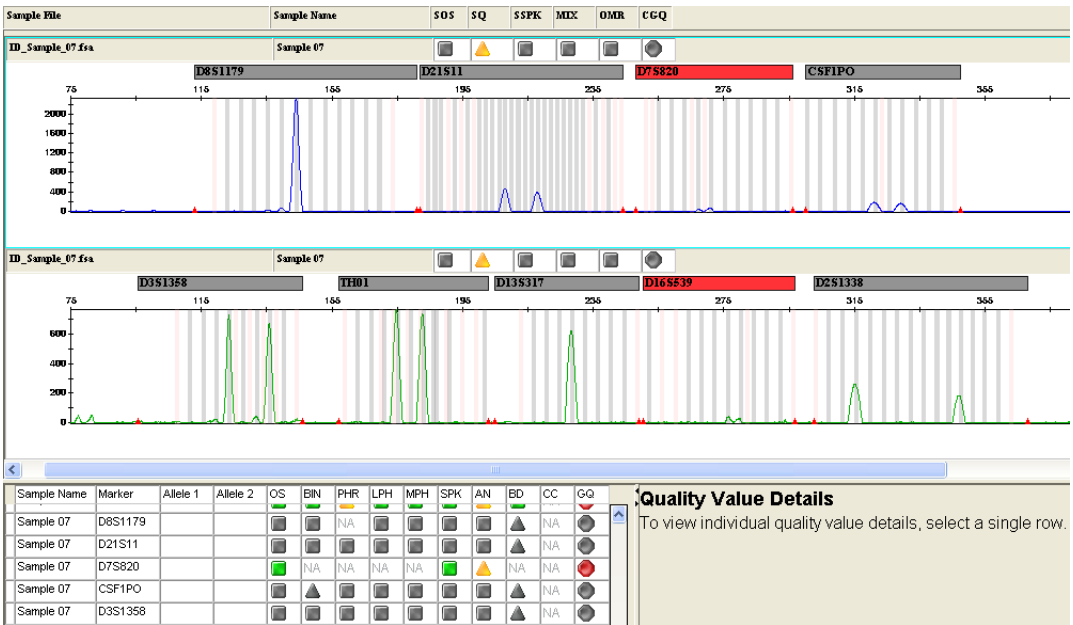 Sample File Sample Name SOS SQ SSPK MIX OMR CGQ
ID_Sample_07.fsa Sample 07
D8S1179 D21S11 D7S820 CSF1PO
75 115 155 195 235 275 315 355
2000
1600
1200
800
400
0
ID_Sample_07.fsa Sample 07
D3S1358 TH01 D13S317 D16S539 D2S1338
75 115 155 195 235 275 315 355
600
400
200
0
Sample Name Marker Allele 1 Allele 2 OS BIN PHR LPH MPH SPK AN BD CC GQ
Sample 07 D8S1179 NA NA
Sample 07 D21S11 NA
Sample 07 D7S820 NA NA NA NA NA NA
Sample 07 CSF1PO NA
Sample 07 D3S1358 NA
Quality Value Details
To view individual quality value details, select a single row.